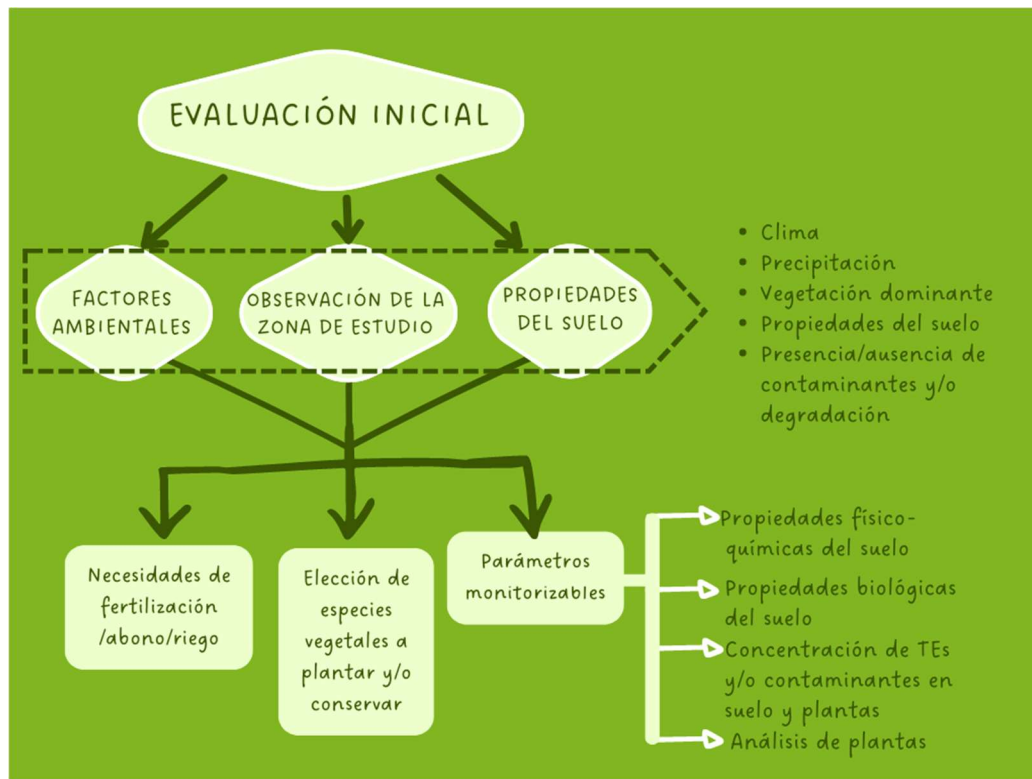 EVALUACIÓN INICIAL
FACTORES
AMBIENTALES
OBSERVACIÓN DE LA
ZONA DE ESTUDIO
PROPIEDADES
DEL SUELO
• Clima
• Precipitación
• Vegetación dominante
• Propiedades del suelo
• Presencia/ausencia de
contaminantes y/o
degradación
Necesidades de
fertilización
/abono/riego
Elección de
especies
vegetales a
plantar y/o
conservar
Parámetros
monitorizables
Propiedades físico-
químicas del suelo
Propiedades biológicas
del suelo
Concentración de TEs
y/o contaminantes en
suelo y plantas
Análisis de plantas